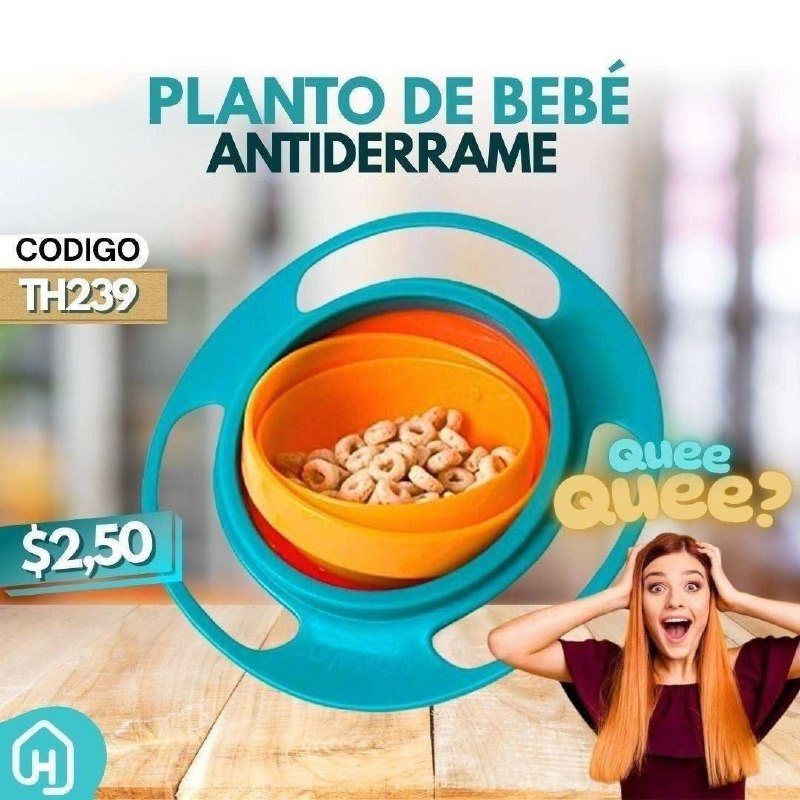 PLANTO DE BEBÉ
ANTIDERRAME
CODIGO
TH239
Quee
Quee?
$2,50
H